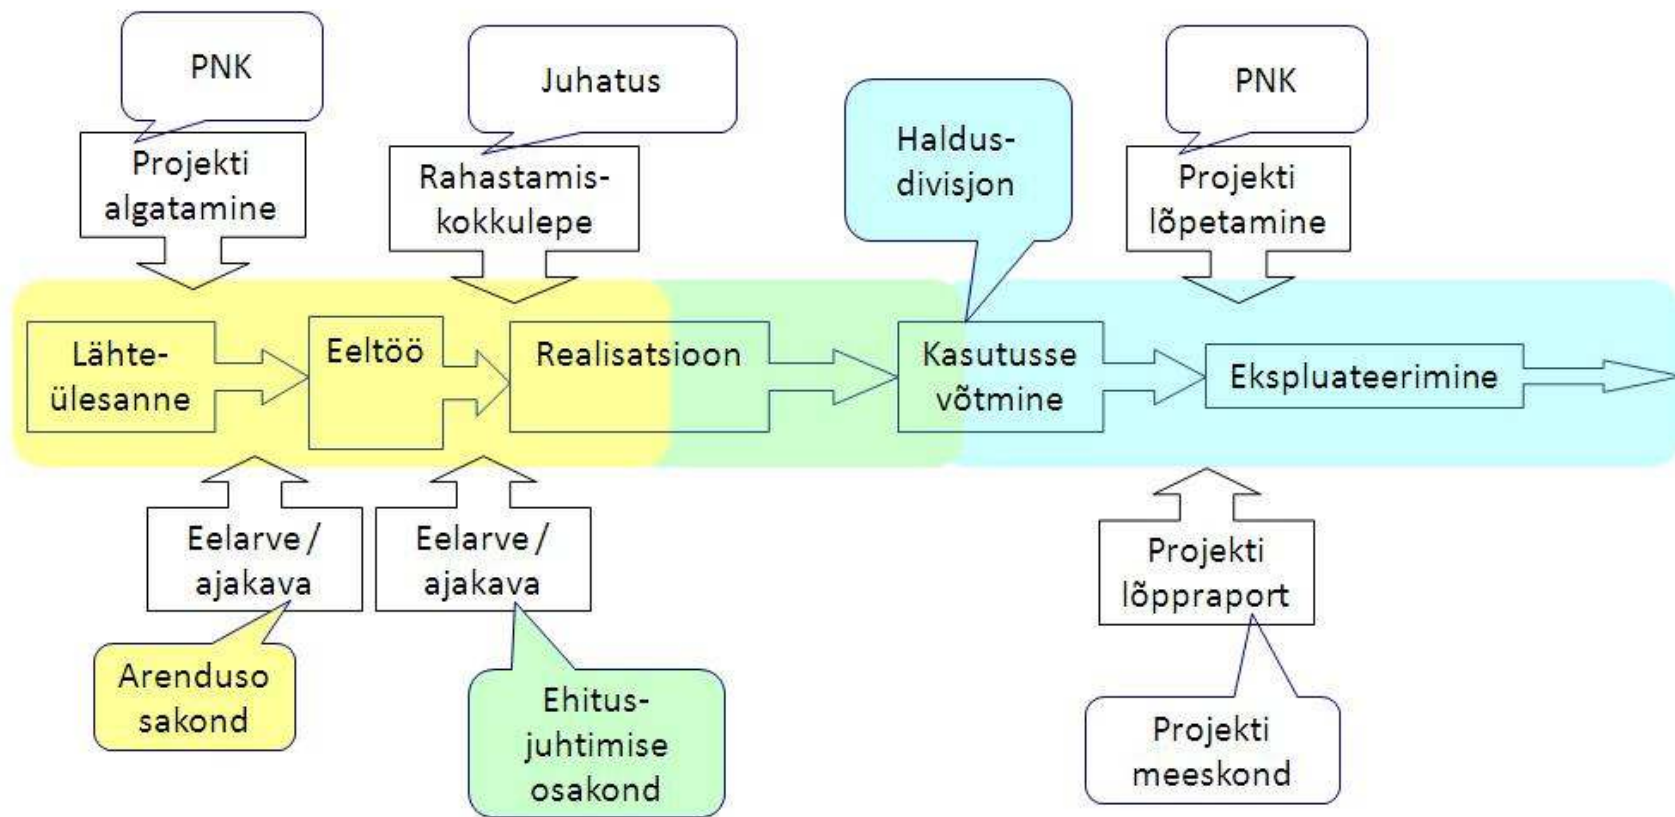 PNK
Juhatus
PNK
Haldus-
divisjon
Projekti
algatamine
Rahastamis-
kokkulepe
Projekti
lõpetamine
Lähte-
ülesanne
Eeltöö
Realisatsioon
Kasutusse
võtmine
Ekspluateerimine
Eelarve /
ajakava
Eelarve /
ajakava
Projekti
lõppraport
Arenduso
sakond
Ehitus-
juhtimise
osakond
Projekti
meeskond